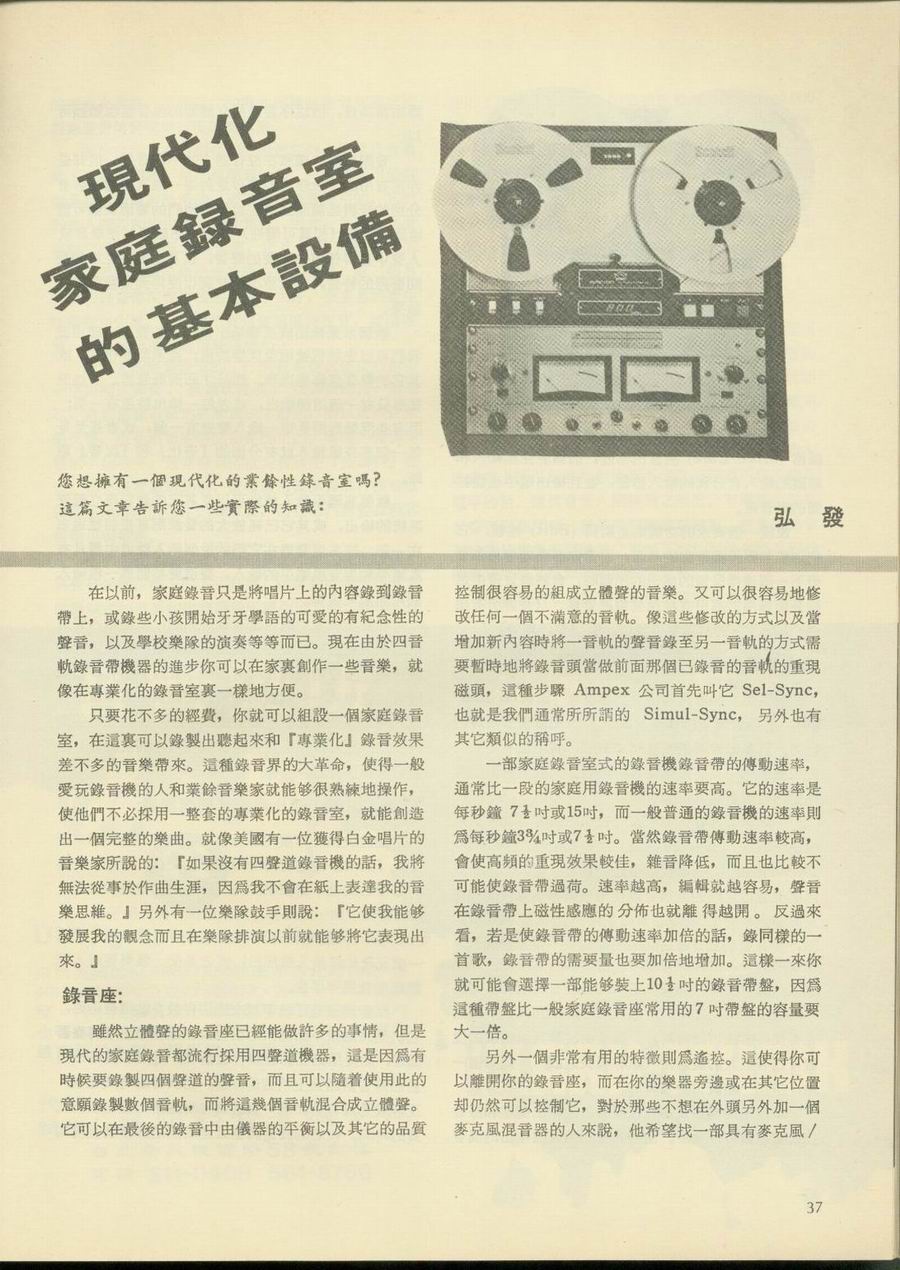 現代化
家庭録音室
的基本設備
800
您想擁有一個現代化的業餘性錄音室嗎?
這篇文章告訴您一些實際的知識：
弘　發
在以前，家庭錄音只是將唱片上的內容錄到錄音
帶上，或錄些小孩開始牙牙學語的可愛的有紀念性的
聲音，以及學校樂隊的演奏等等而已。現在由於四音
軌錄音帶機器的進步你可以在家裏創作一些音樂，就
像在專業化的錄音室裏一樣地方便。
只要花不多的經費，你就可以組設一個家庭錄音
室，在這裏可以錄製出聽起來和『專業化』錄音效果
差不多的音樂帶來。這種錄音界的大革命，使得一般
愛玩錄音機的人和業餘音樂家就能够很熟練地操作，
使他們不必採用一整套的專業化的錄音室，就能創造
出一個完整的樂曲。就像美國有一位獲得白金唱片的
音樂家所說的：『如果沒有四聲道錄音機的話，我將
無法從事於作曲生涯，因爲我不會在紙上表達我的音
樂思維。』另外有一位樂隊鼓手則說：『它使我能够
發展我的觀念而且在樂隊排演以前就能够將它表現出
來。』
錄音座：
雖然立體聲的錄音座已經能做許多的事情，但是
現代的家庭錄音都流行採用四聲道機器，這是因爲有
時候要錄製四個聲道的聲音，而且可以隨着使用此的
意願錄製數個音軌，而將這幾個音軌混合成立體聲。
它可以在最後的錄音中由儀器的平衡以及其它的品質
控制很容易的組成立體聲的音樂。又可以很容易地修
改任何一個不滿意的音軌。像這些修改的方式以及當
增加新內容時將一音軌的聲音錄至另一音軌的方式需
要暫時地將錄音頭當做前面那個已錄音的音軌的重現
磁頭，這種步驟 Ampex 公司首先叫它 Sel-Sync，
也就是我們通常所所謂的 Simul-Sync， 另外也有
其它類似的稱呼。
一部家庭錄音室式的錄音機錄音帶的傳動速率，
通常比一段的家庭用錄音機的速率要高。它的速率是
每秒鐘 7½吋或15吋，而一般普通的錄音機的速率則
爲每秒鐘3¾吋或7½吋。當然錄音帶傳動速率較高，
會使高頻的重現效果較佳，雜音降低，而且也比較不
可能使錄音帶過荷。速率越高，編輯就越容易，聲音
在錄音帶上磁性感應的 分佈也就離 得越開 。 反過來
看，若是使錄音帶的傳動速率加倍的話，錄同樣的一
首歌，錄音帶的需要量也要加倍地增加。這樣一來你
就可能會選擇一部能够裝上10½吋的錄音帶盤，因爲
這種帶盤比一般家庭錄音座常用的7吋帶盤的容量要
大一倍。
另外一個非常有用的特徵則爲遙控。這使得你可
以離開你的錄音座，而在你的樂器旁邊或在其它位置
却仍然可以控制它，對於那些不想在外頭另外加一個
麥克風混音器的人來說，他希望找一部具有麥克風／
37